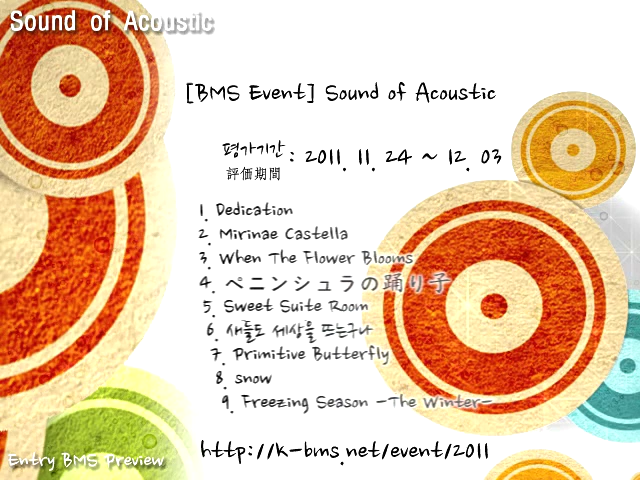 Sound of Acoustic
[BMS Event] Sound of Acoustic
평가기간 : 2011. 11. 24 ~ 12. 03
評価期間
1. Dedication
2. Mirinae Castella
3. When The Flower Blooms
4. ペニンシュラの踊り子
5. Sweet Suite Room
6. 새들도 세상을 뜨는구나
7. Primitive Butterfly
8. snow
9. Freezing Season -The Winter-
http://k-bms.net/event/2011
Entry BMS Preview